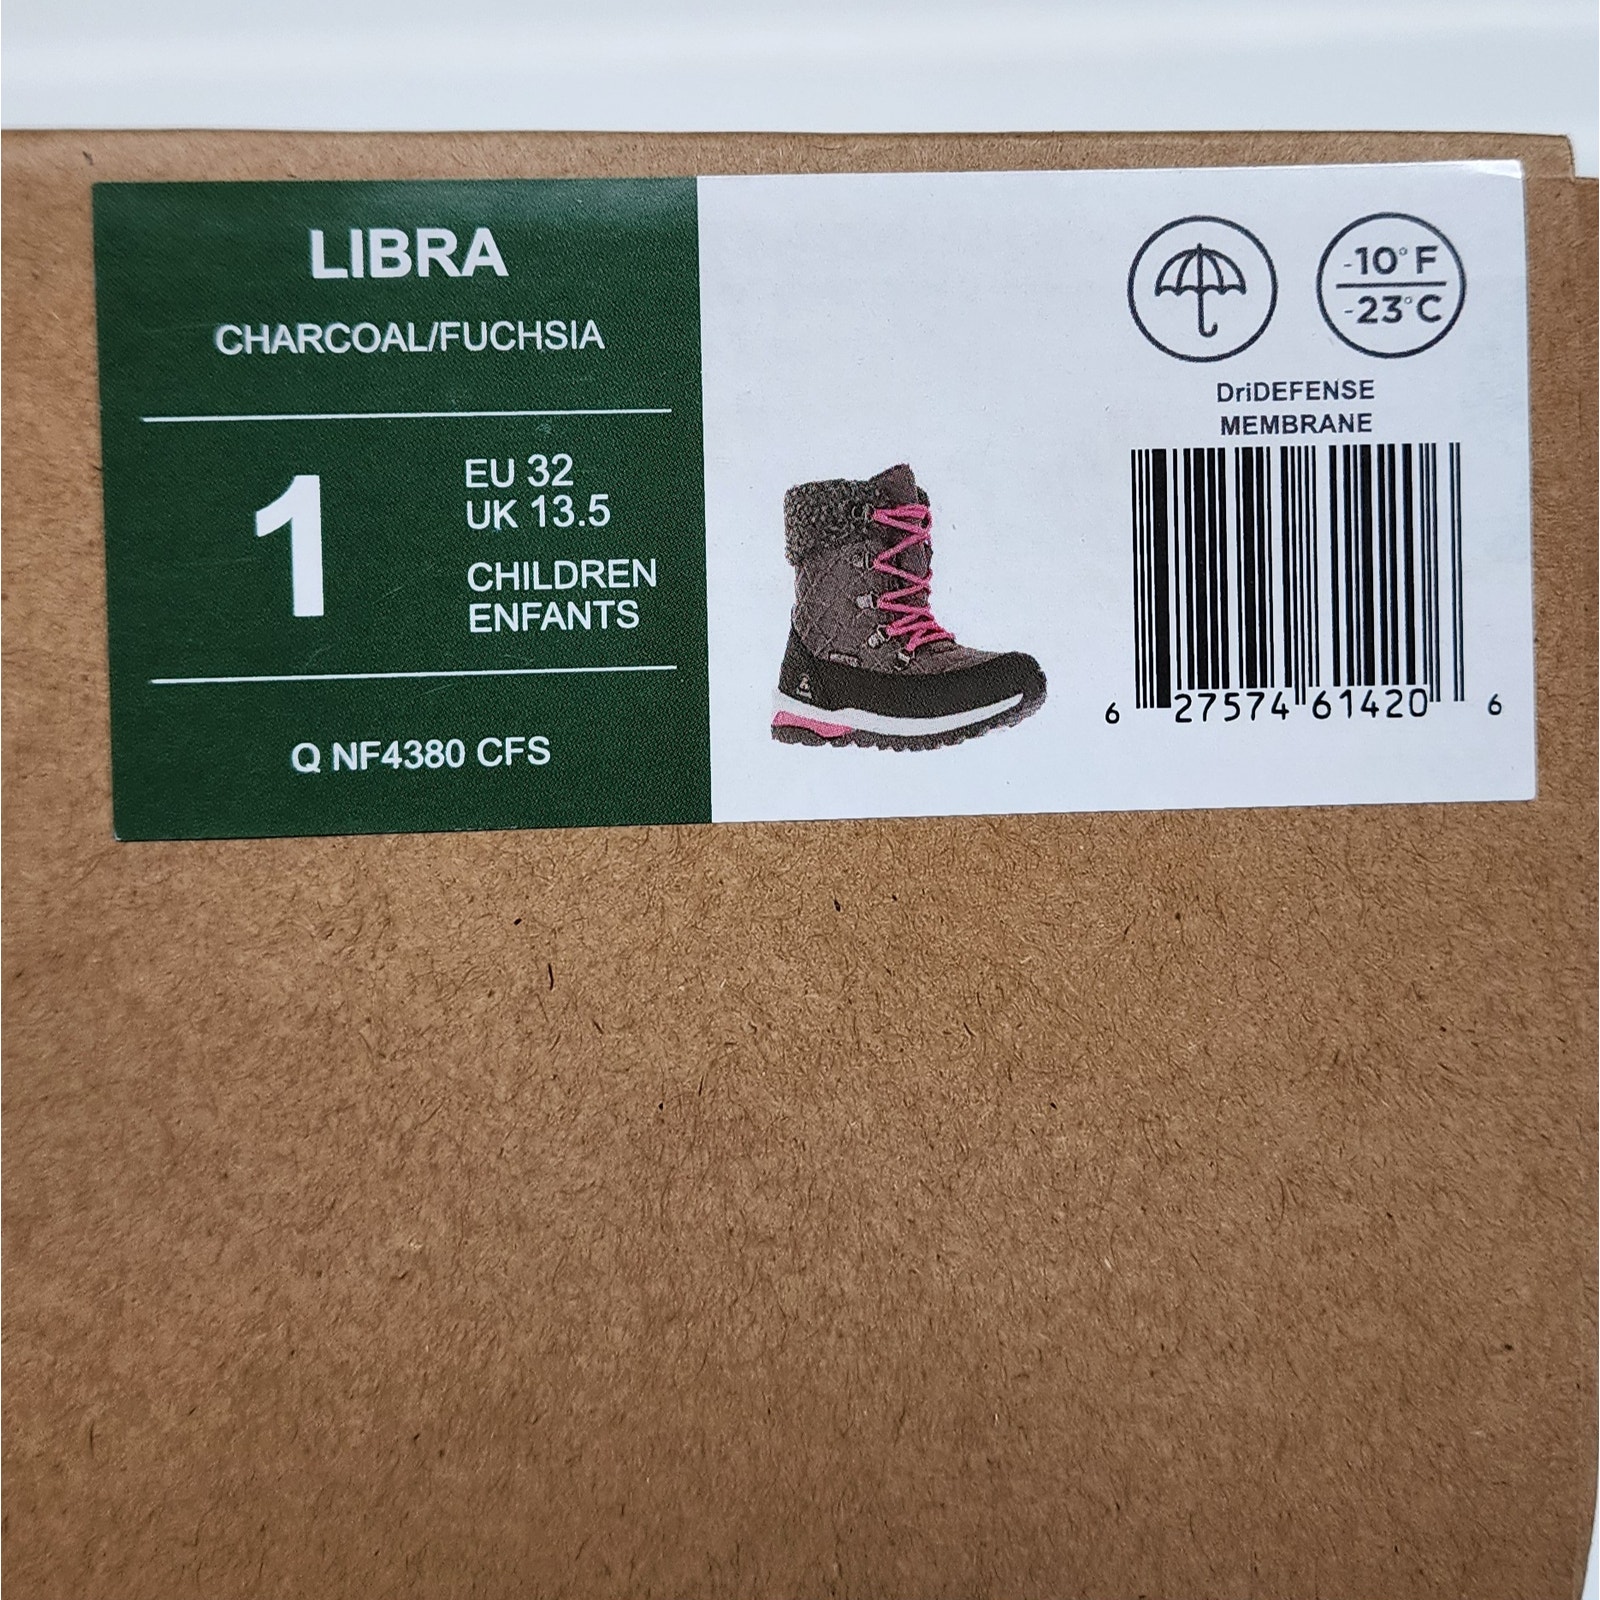 LIBRA
CHARCOAL/FUCHSIA
1
EU 32
UK 13.5
CHILDREN
ENFANTS
Q NF4380 CFS
-10°F
-23°C
DriDEFENSE
MEMBRANE
6 27574 61420 6